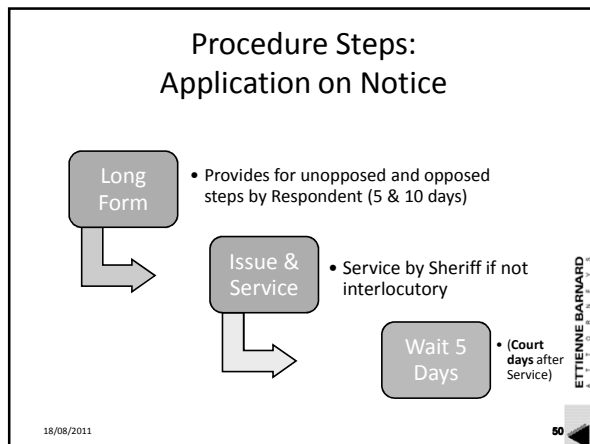 Procedure Steps:
Application on Notice
Long
Form
• Provides for unopposed and opposed
steps by Respondent (5 & 10 days)
Issue &
Service
• Service by Sheriff if not
interlocutory
Wait 5
Days
• (Court
days after
Service)
ETTIENNE BARNARD
ATTORNEYS
18/08/2011
50